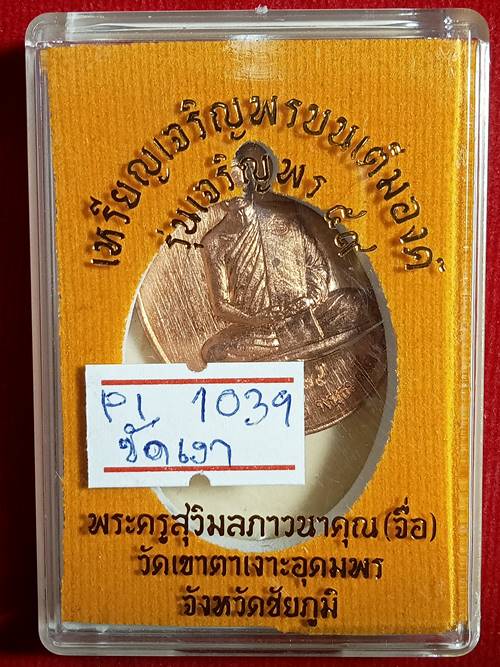 เหรียญเจริญพรบนเต็มองค์
รุ่นเจริญพร ๕๙
P1 1039
ขัดเงา
พระครูสุวิมลภาวนาคุณ (จื่อ)
วัดเขาตาเงาะอุดมพร
จังหวัดชัยภูมิ